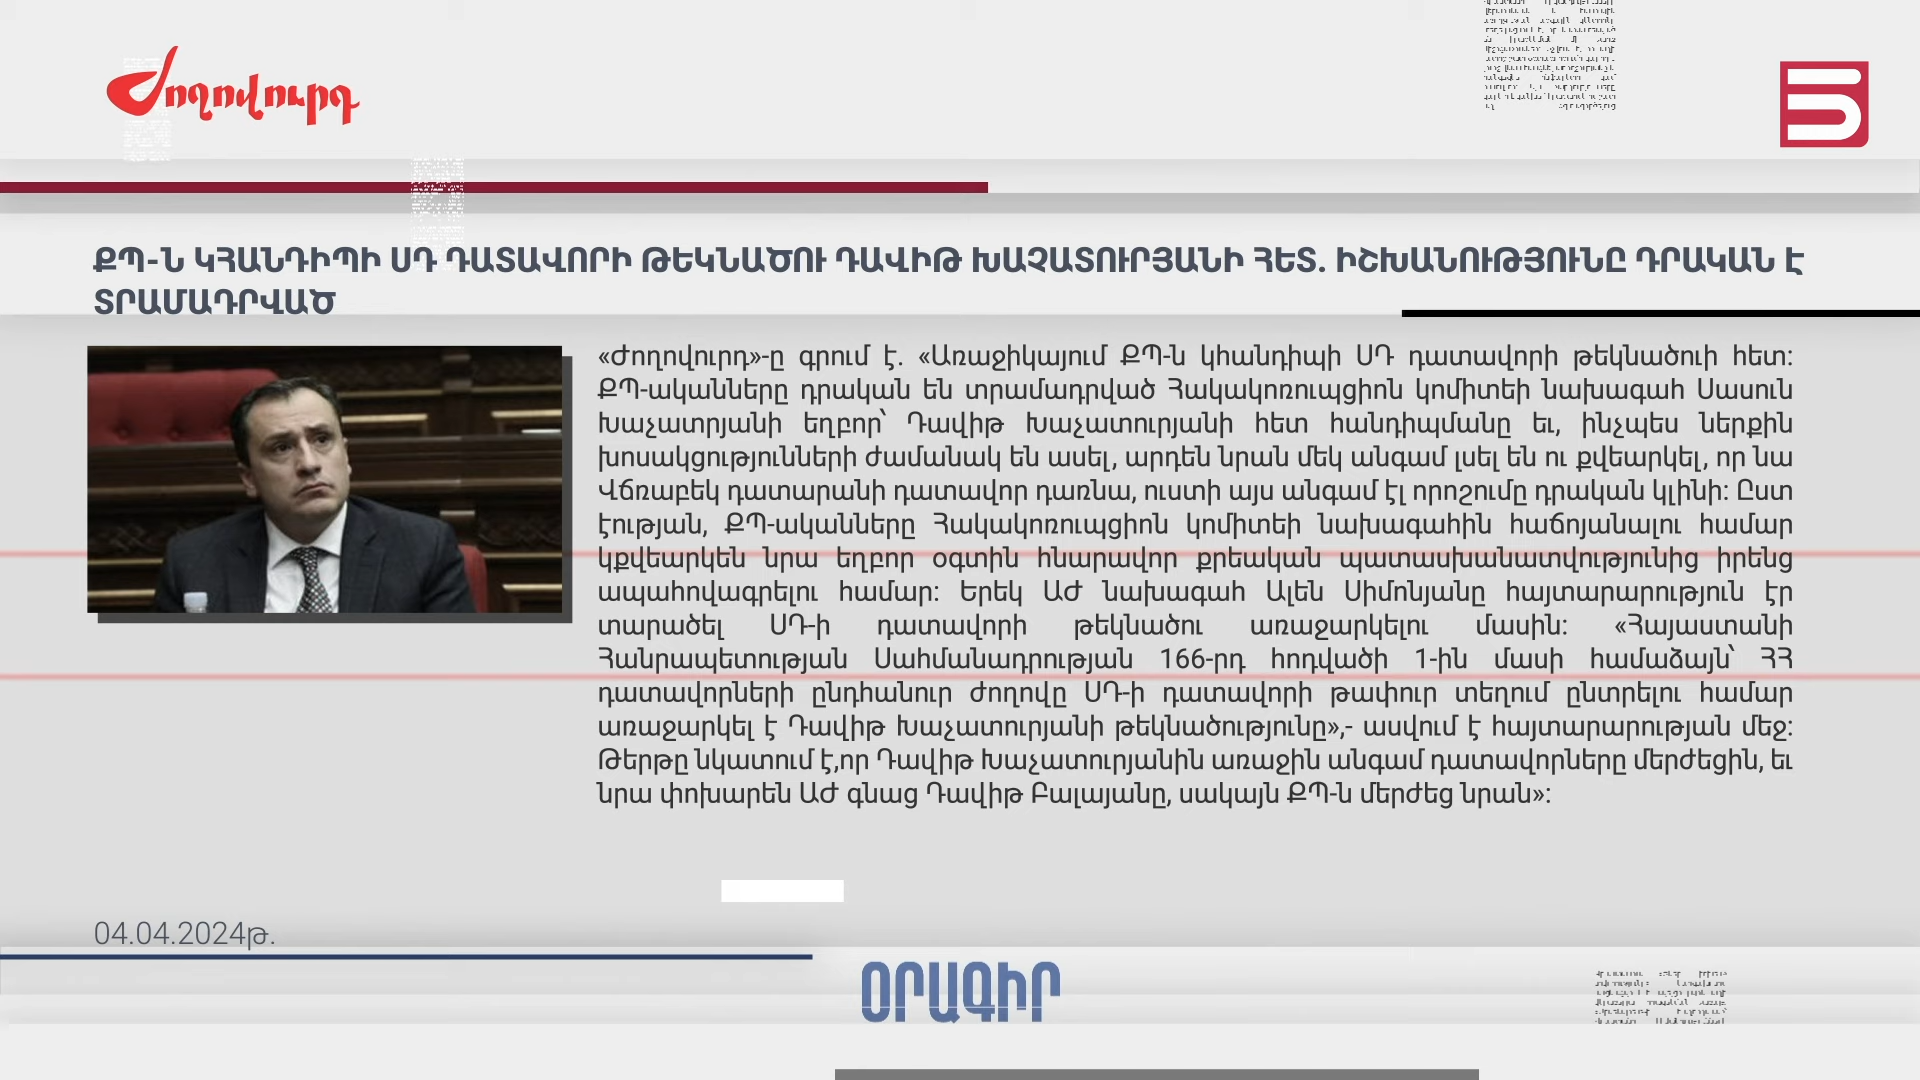 Ժողովուրդ
5
ՔՊ-Ն ԿՀԱՆԴԻՊԻ ՍԴ ԴԱՏԱՎՈՐԻ ԹԵԿՆԱԾՈՒ ԴԱՎԻԹ ԽԱՉԱՏՈՒՐՅԱՆԻ ՀԵՏ. ԻՇԽԱՆՈՒԹՅՈՒՆԸ ԴՐԱԿԱՆ Է
ՏՐԱՄԱԴՐՎԱԾ
«Ժողովուրդ»-ը գրում է. «Առաջիկայում ՔՊ-ն կհանդիպի ՍԴ դատավորի թեկնածուի հետ:
ՔՊ-ականները դրական են տրամադրված Հակակոռուպցիոն կոմիտեի նախագահ Սասուն
Խաչատրյանի եղբոր՝ Դավիթ Խաչատուրյանի հետ հանդիպմանը եւ, ինչպես ներքին
խոսակցությունների ժամանակ են ասել, արդեն նրան մեկ անգամ լսել են ու քվեարկել, որ նա
Վճռաբեկ դատարանի դատավոր դառնա, ուստի այս անգամ էլ որոշումը դրական կլինի: Ըստ
էության, ՔՊ-ականները Հակակոռուպցիոն կոմիտեի նախագահին հաճոյանալու համար
կքվեարկեն նրա եղբոր օգտին հնարավոր քրեական պատասխանատվությունից իրենց
ապահովագրելու համար: Երեկ ԱԺ նախագահ Ալեն Սիմոնյանը հայտարարություն էր
տարածել ՍԴ-ի դատավորի թեկնածու առաջարկելու մասին: «Հայաստանի
Հանրապետության Սահմանադրության 166-րդ հոդվածի 1-ին մասի համաձայն՝ ՀՀ
դատավորների ընդհանուր ժողովը ՍԴ-ի դատավորի թափուր տեղում ընտրելու համար
առաջարկել է Դավիթ Խաչատուրյանի թեկնածությունը»,- ասվում է հայտարարության մեջ:
Թերթը նկատում է,որ Դավիթ Խաչատուրյանին առաջին անգամ դատավորները մերժեցին, եւ
նրա փոխարեն ԱԺ գնաց Դավիթ Բալայանը, սակայն ՔՊ-ն մերժեց նրան»:
04.04.2024թ.
ՕՐԱԳԻՐ